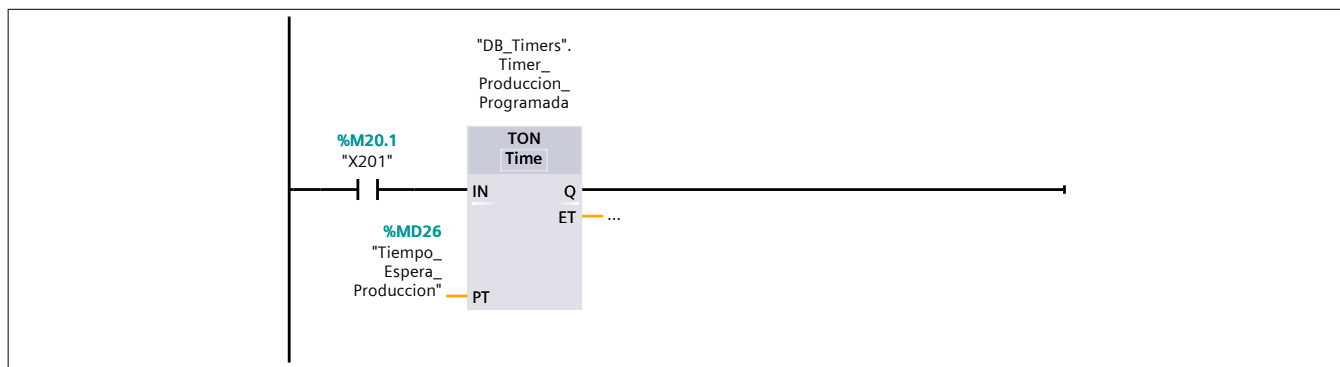 "DB_Timers".
Timer_
Produccion_
Programada
%M20.1
"X201"
TON
Time
IN
Q
ET
...
%MD26
"Tiempo_
Espera_
Produccion"
PT